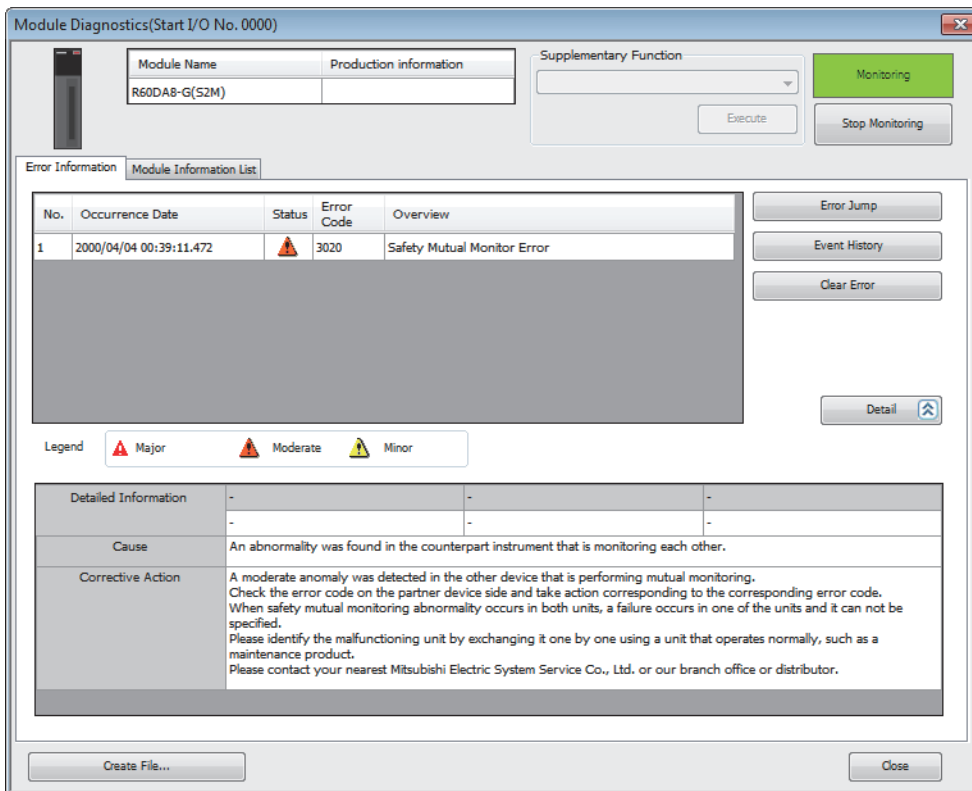 Module Diagnostics(Start I/O No. 0000)
Module Name Production information
R60DA8-G(S2M)
Supplementary Function
Execute
Monitoring
Stop Monitoring
Error Information Module Information List
No. Occurrence Date Status Error Code Overview
1 2000/04/04 00:39:11.472 3020 Safety Mutual Monitor Error
Error Jump
Event History
Clear Error
Detail
Legend Major Moderate Minor
Detailed Information - - -
- - -
Cause An abnormality was found in the counterpart instrument that is monitoring each other.
Corrective Action A moderate anomaly was detected in the other device that is performing mutual monitoring.
Check the error code on the partner device side and take action corresponding to the corresponding error code.
When safety mutual monitoring abnormality occurs in both units, a failure occurs in one of the units and it can not be
specified.
Please identify the malfunctioning unit by exchanging it one by one using a unit that operates normally, such as a
maintenance product.
Please contact your nearest Mitsubishi Electric System Service Co., Ltd. or our branch office or distributor.
Create File...
Close